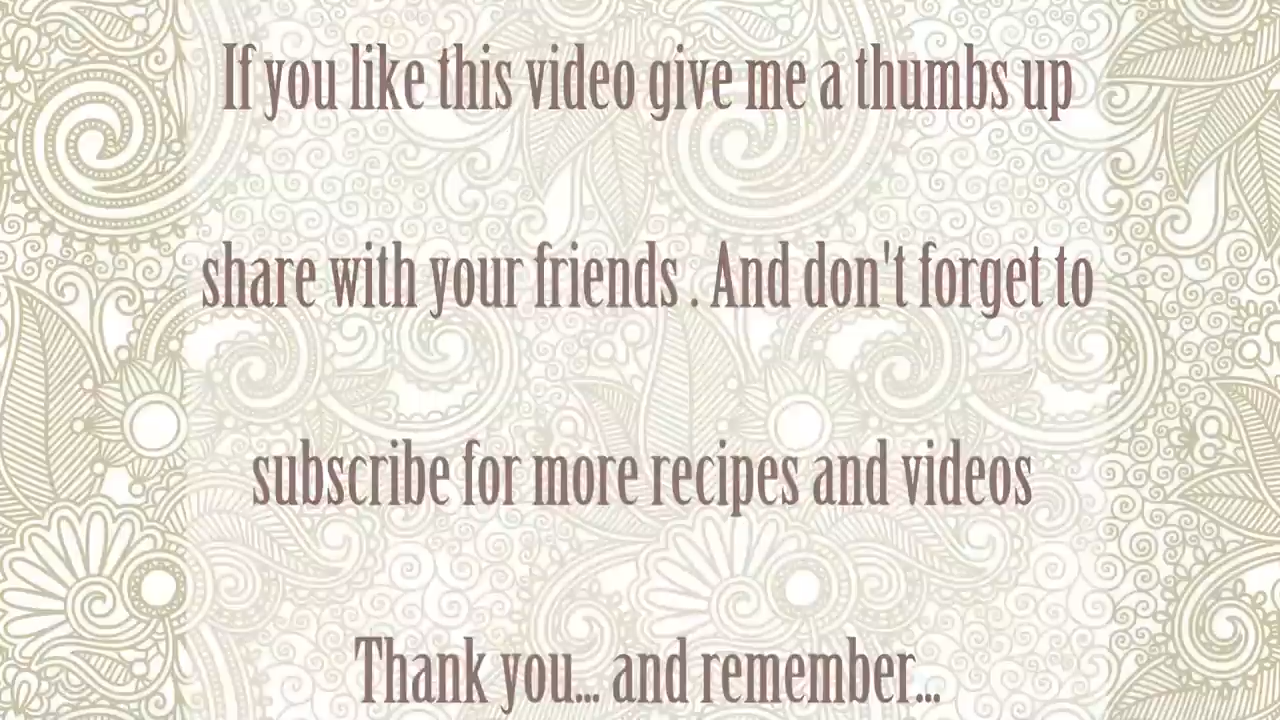 If you like this video give me a thumbs up
share with your friends . And don't forget to
subscribe for more recipes and videos
Thank you... and remember...